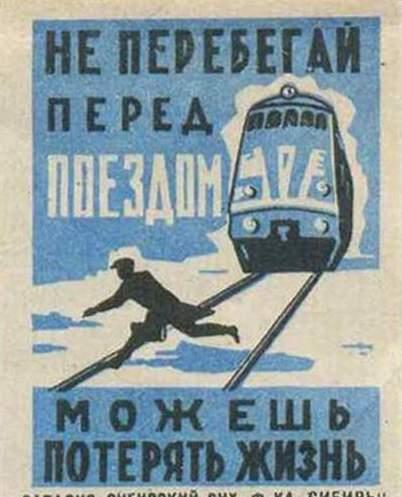 НЕ ПЕРЕБЕГАЙ
ПЕРЕД
ПОЕЗДОМ
МОЖЕШЬ
ПОТЕРЯТЬ ЖИЗНЬ